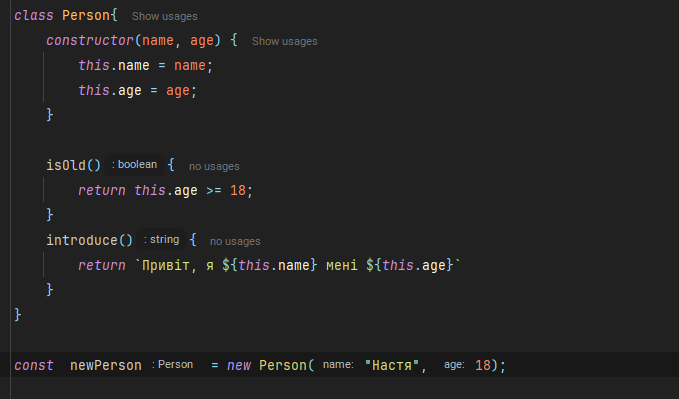 class Person{ Show usages
constructor(name, age) { Show usages
this.name = name;
this.age = age;
}
isOld() : boolean { no usages
return this.age >= 18;
}
introduce() : string { no usages
return `Привіт, я ${this.name} мені ${this.age}`
}
}
const newPerson : Person = new Person( name: "Настя", age: 18);